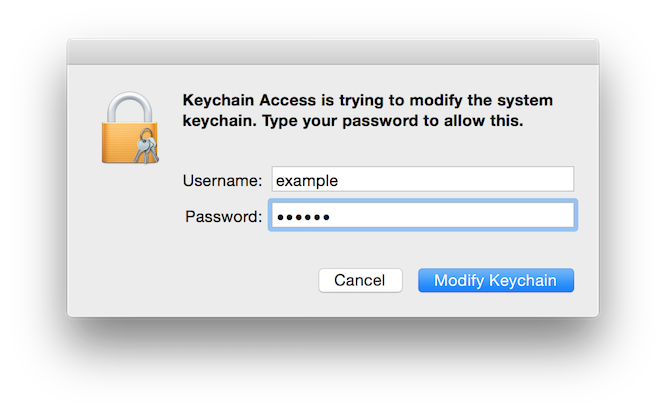 Keychain Access is trying to modify the system
keychain. Type your password to allow this.
Username: example
Password: ••••••
Cancel Modify Keychain